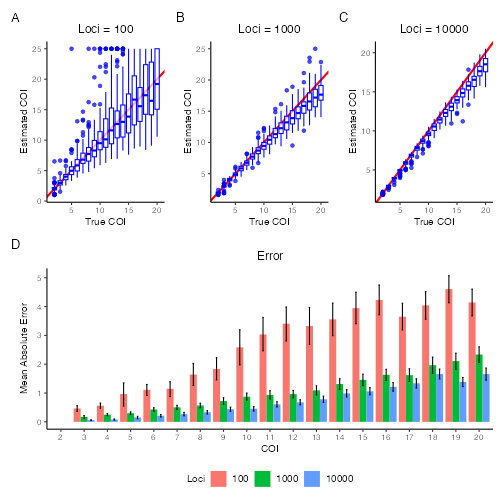 A
B
C
Loci = 100
Loci = 1000
Loci = 10000
Estimated COI
25
20
15
10
5
0
5
10
15
20
True COI
Estimated COI
25
20
15
10
5
5
10
15
20
True COI
Estimated COI
20
15
10
5
5
10
15
20
True COI
D
Error
Mean Absolute Error
5
4
3
2
1
0
2 3 4 5 6 7 8 9 10 11 12 13 14 15 16 17 18 19 20
COI
Loci 100 1000 10000